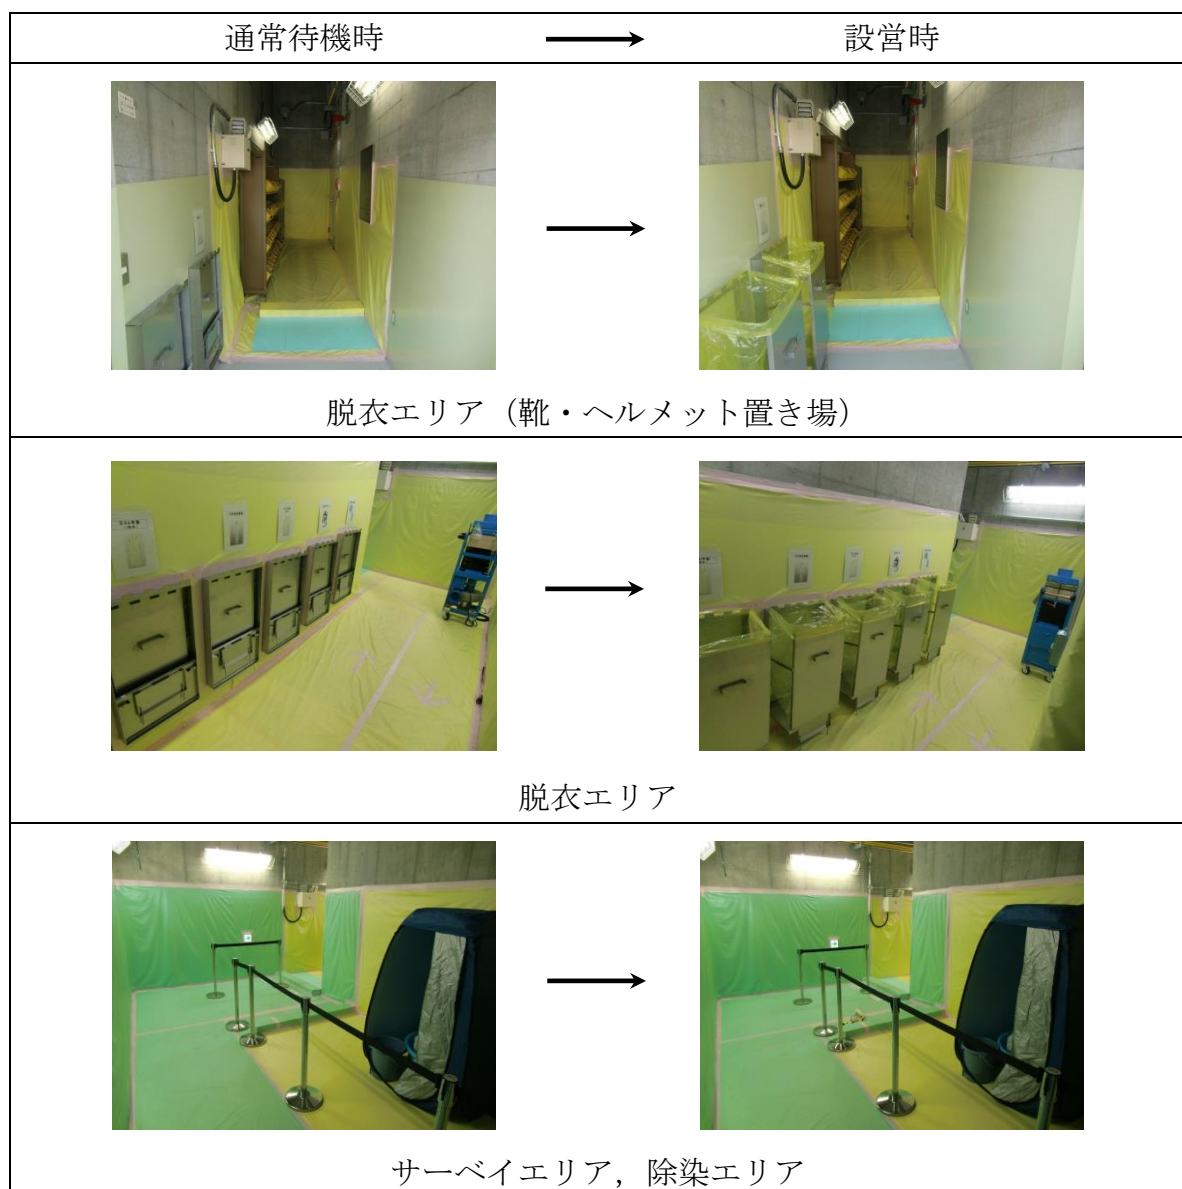 通常待機時
設営時
脱衣エリア（靴・ヘルメット置き場）
脱衣エリア
サーベイエリア，除染エリア